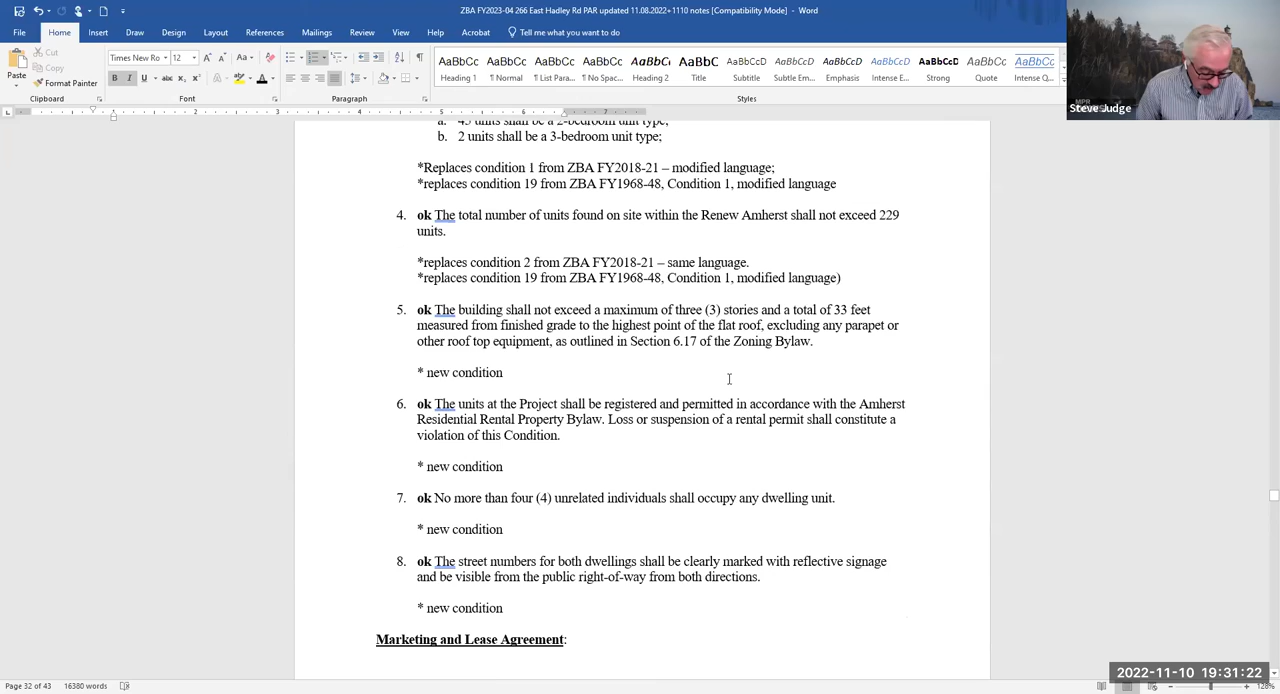 ZBA FY2023-04 266 East Hadley Rd PAR updated 11.08.2022+1110 notes [Compatibility Mode] - Word
File Home Insert Draw Design Layout References Mailings Review View Help Acrobat Tell me what you want to do
Cut
Copy
Format Painter
Paste
Times New Ro 12
Clipboard Font Paragraph Styles
AaBbC AaBbCcDc AaBbCcDc AaBbCcDc AaBbCc AaBbC AaBbCcD AaBbCcDc AaBbCcDc AaBbCcDc AaBbCcDc AaBbCcDc AaBbCcDc
Heading 1 ¶ Normal ¶ List Para... ¶ No Spac... Heading 2 Title Subtitle Subtle Em... Emphasis Intense E... Strong Quote Intense Q...
MPR
Steve Judge
a. 45 units shall be a 2-bedroom unit type;
b. 2 units shall be a 3-bedroom unit type;
*Replaces condition 1 from ZBA FY2018-21 – modified language;
*replaces condition 19 from ZBA FY1968-48, Condition 1, modified language
4. ok The total number of units found on site within the Renew Amherst shall not exceed 229
units.
*replaces condition 2 from ZBA FY2018-21 – same language.
*replaces condition 19 from ZBA FY1968-48, Condition 1, modified language)
5. ok The building shall not exceed a maximum of three (3) stories and a total of 33 feet
measured from finished grade to the highest point of the flat roof, excluding any parapet or
other roof top equipment, as outlined in Section 6.17 of the Zoning Bylaw.
* new condition
6. ok The units at the Project shall be registered and permitted in accordance with the Amherst
Residential Rental Property Bylaw. Loss or suspension of a rental permit shall constitute a
violation of this Condition.
* new condition
7. ok No more than four (4) unrelated individuals shall occupy any dwelling unit.
* new condition
8. ok The street numbers for both dwellings shall be clearly marked with reflective signage
and be visible from the public right-of-way from both directions.
* new condition
Marketing and Lease Agreement:
2022-11-10 19:31:22
Page 32 of 43 16380 words 128%